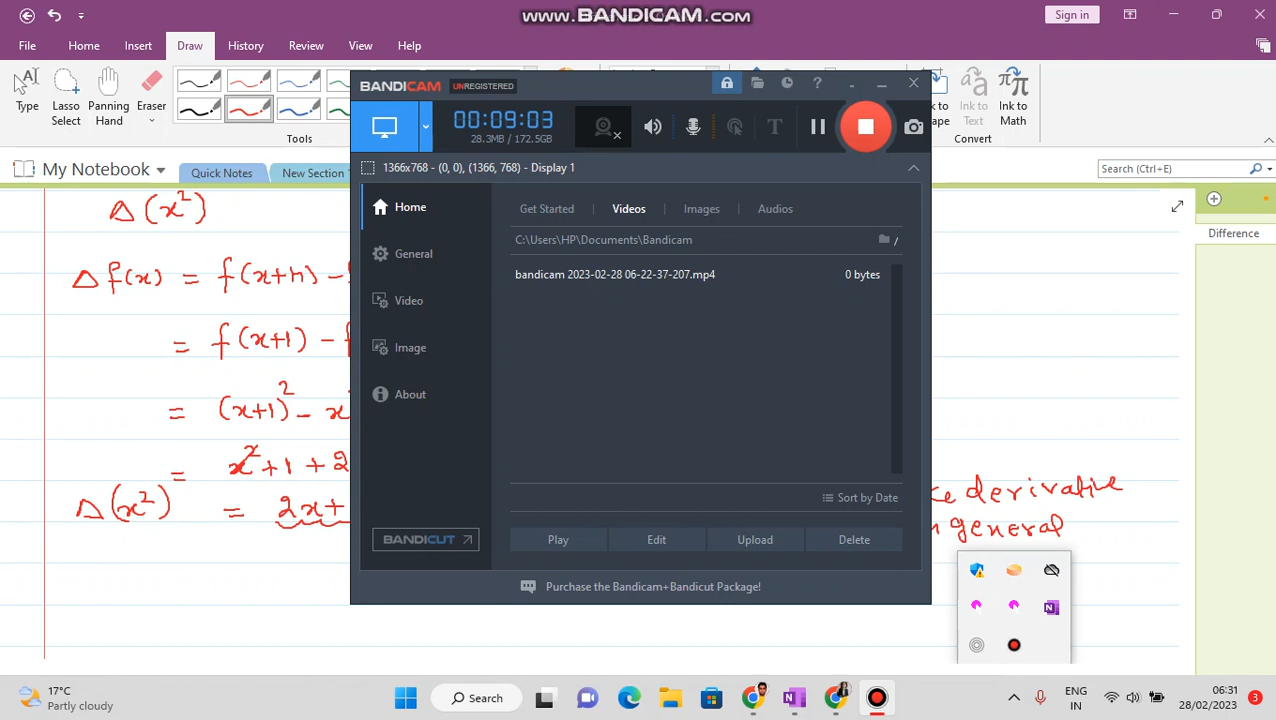 www.BANDICAM.com
Sign in
File Home Insert Draw History Review View Help
Type
Lasso Select
Panning Hand
Eraser
Tools
Ink to Text
Ink to Math
Convert
BANDICAM UNREGISTERED
00:09:03
28.3MB / 172.5GB
1366x768 - (0, 0), (1366, 768) - Display 1
My Notebook Quick Notes New Section
Search (Ctrl+E)
Difference
Home
General
Video
Image
About
BANDICUT
Get Started Videos Images Audios
C:\Users\HP\Documents\Bandicam
bandicam 2023-02-28 06-22-37-207.mp4 0 bytes
Sort by Date
Play Edit Upload Delete
Purchase the Bandicam+Bandicut Package!
Δ(x²)
Δf(x) = f(x+h) -
= f(x+1) - f
= (x+1)² - x
= x²+1+2
Δ(x²) = 2x+
derivative
general
17°C
Partly cloudy
Search
ENG
IN
06:31
28/02/2023
3